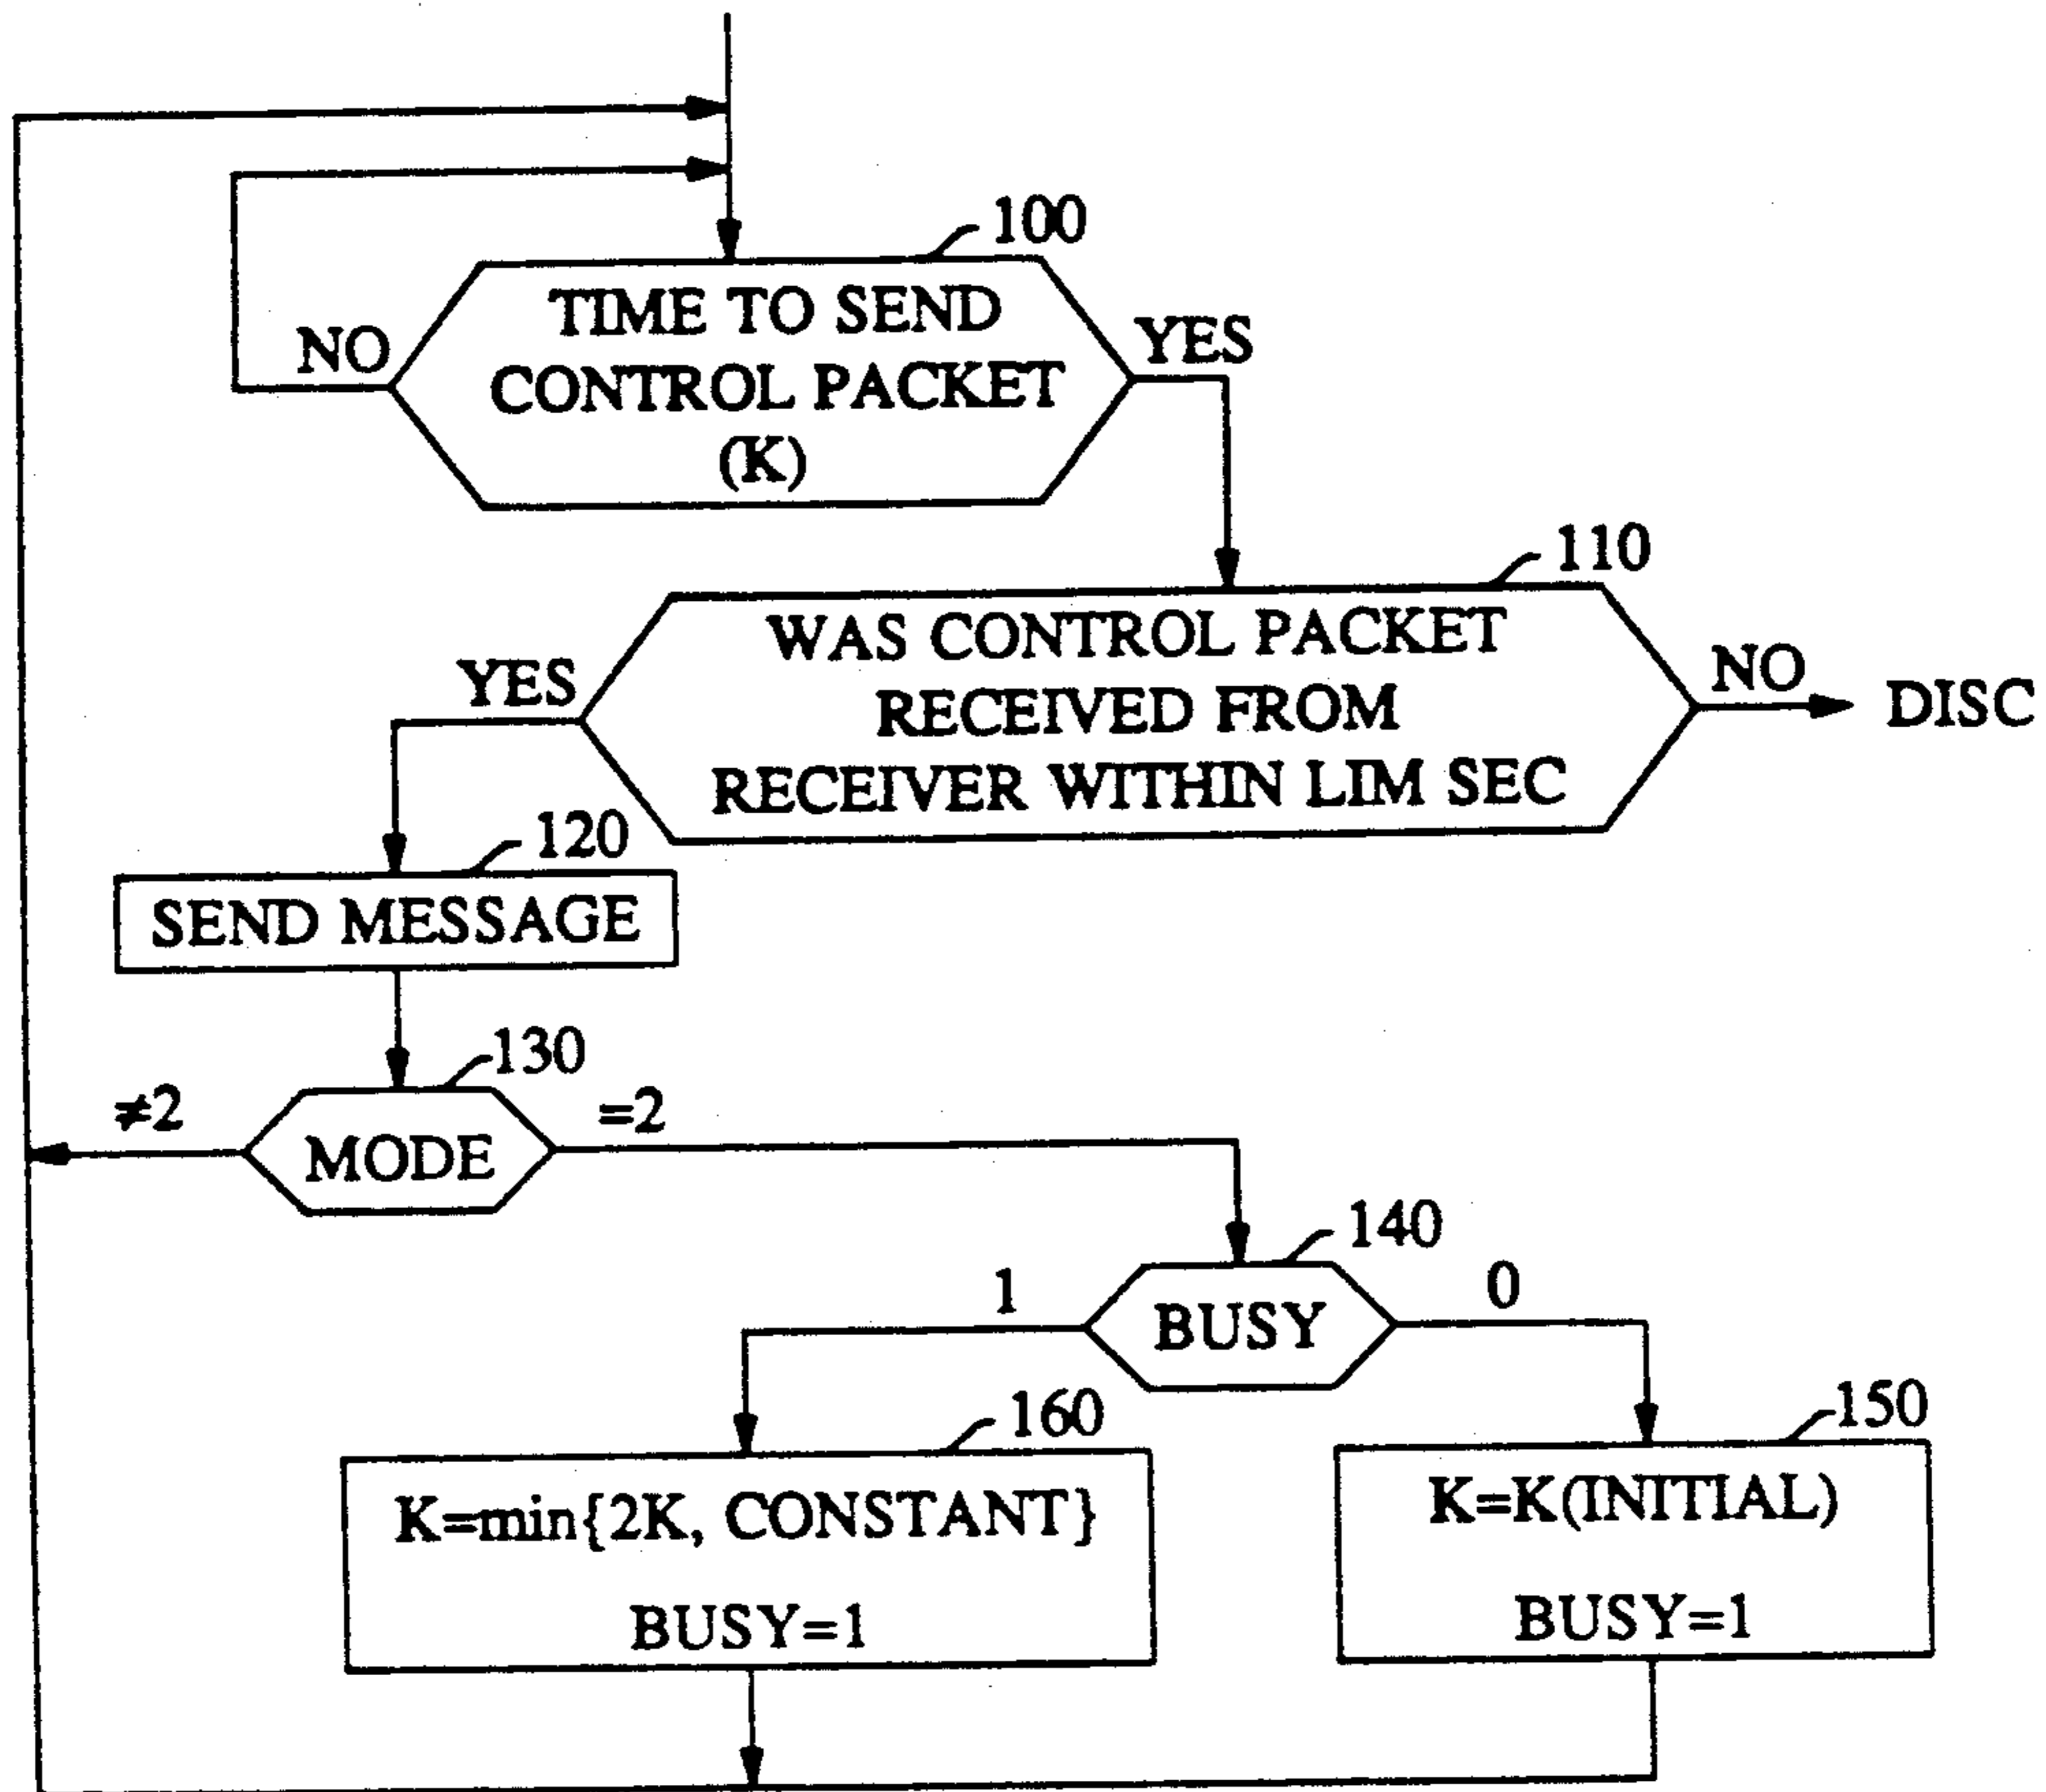 100
TIME TO SEND
CONTROL PACKET
(K)
NO
YES
110
WAS CONTROL PACKET
RECEIVED FROM
RECEIVER WITHIN LIM SEC
YES
NO
DISC
120
SEND MESSAGE
130
≠2
MODE
=2
140
1
BUSY
0
160
K=min{2K, CONSTANT}
BUSY=1
150
K=K(INITIAL)
BUSY=1